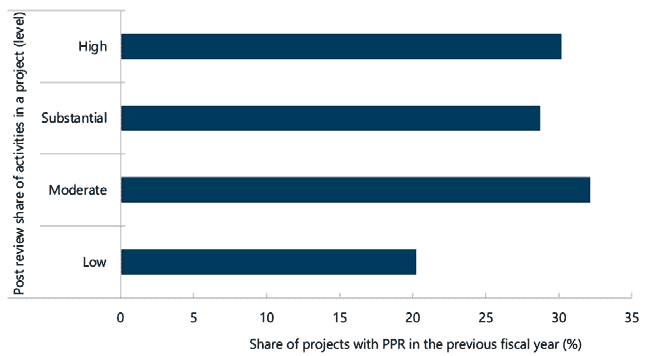 Post review share of activities in a project (level)
High
Substantial
Moderate
Low
0 5 10 15 20 25 30 35
Share of projects with PPR in the previous fiscal year (%)